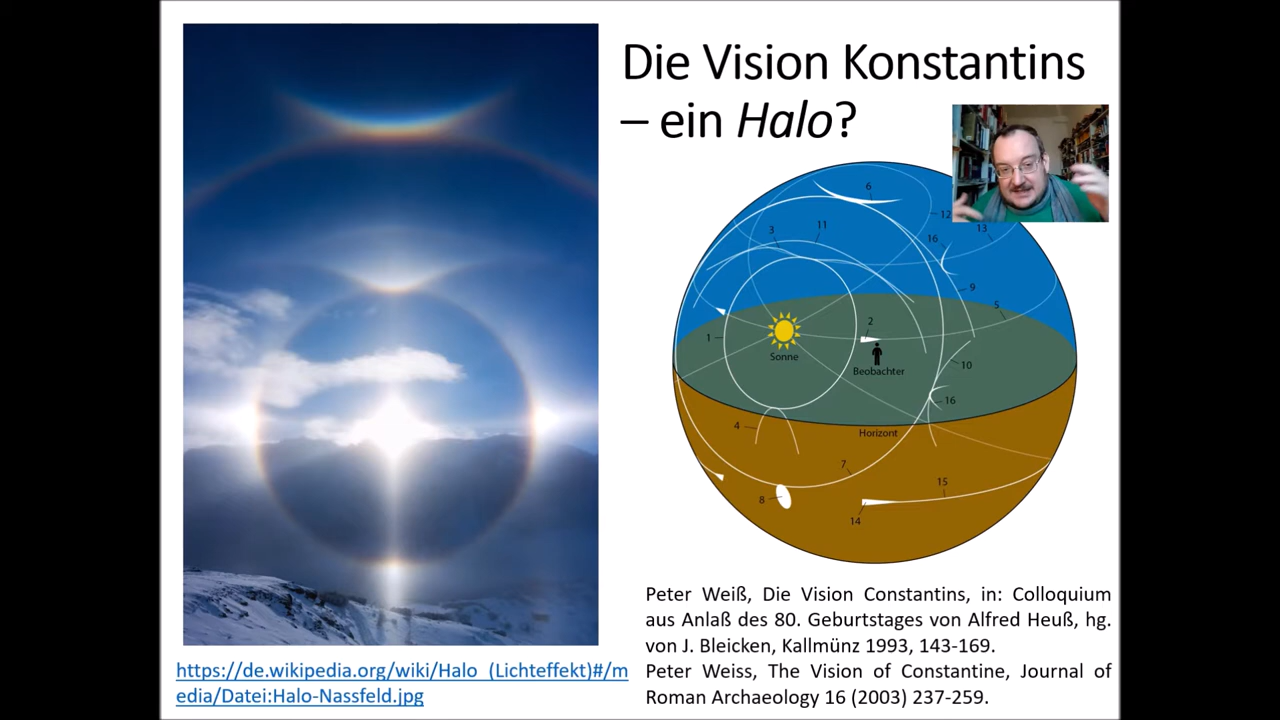 Die Vision Konstantins
– ein Halo?
6
12
3
11
16
13
9
5
1
2
Sonne
Beobachter
10
16
4
Horizont
7
15
8
14
Peter Weiß, Die Vision Constantins, in: Colloquium
aus Anlaß des 80. Geburtstages von Alfred Heuß, hg.
von J. Bleicken, Kallmünz 1993, 143-169.
Peter Weiss, The Vision of Constantine, Journal of
Roman Archaeology 16 (2003) 237-259.
https://de.wikipedia.org/wiki/Halo_(Lichteffekt)#/m
edia/Datei:Halo-Nassfeld.jpg